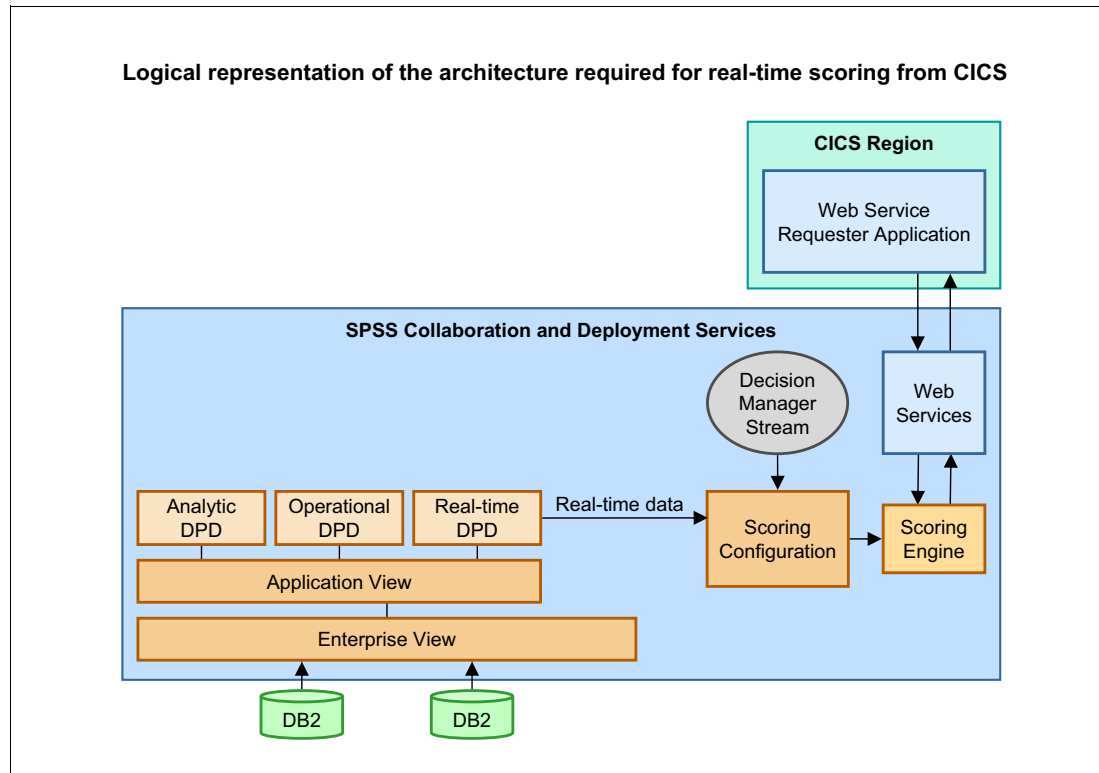 Logical representation of the architecture required for real-time scoring from CICS
CICS Region
Web Service
Requester Application
SPSS Collaboration and Deployment Services
Decision
Manager
Stream
Web
Services
Analytic
DPD
Operational
DPD
Real-time
DPD
Real-time data
Scoring
Configuration
Scoring
Engine
Application View
Enterprise View
DB2
DB2